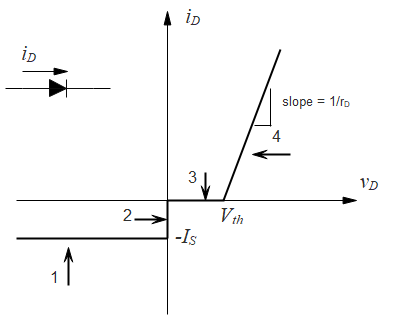 i_D
i_D
slope = 1/r_D
4
3
v_D
2
V_th
-I_S
1